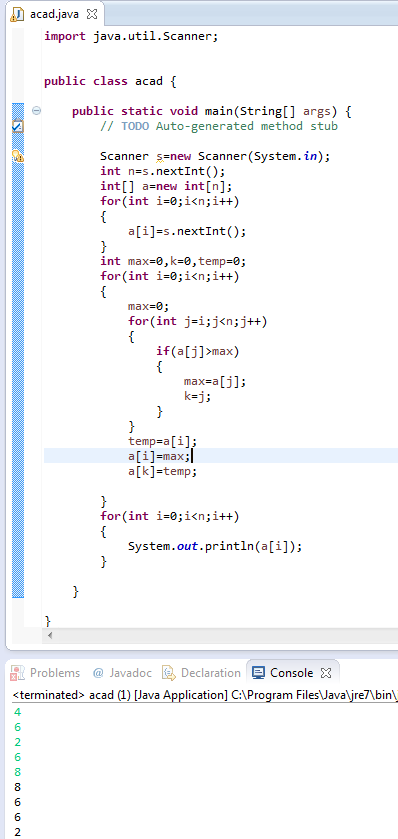 acad.java
import java.util.Scanner;
public class acad {
public static void main(String[] args) {
// TODO Auto-generated method stub
Scanner s=new Scanner(System.in);
int n=s.nextInt();
int[] a=new int[n];
for(int i=0;i<n;i++)
{
a[i]=s.nextInt();
}
int max=0,k=0,temp=0;
for(int i=0;i<n;i++)
{
max=0;
for(int j=i;j<n;j++)
{
if(a[j]>max)
{
max=a[j];
k=j;
}
}
temp=a[i];
a[i]=max;
a[k]=temp;
}
for(int i=0;i<n;i++)
{
System.out.println(a[i]);
}
}
}
Problems @ Javadoc Declaration Console
<terminated> acad (1) [Java Application] C:\Program Files\Java\jre7\bin\
4
6
2
6
8
8
6
6
2